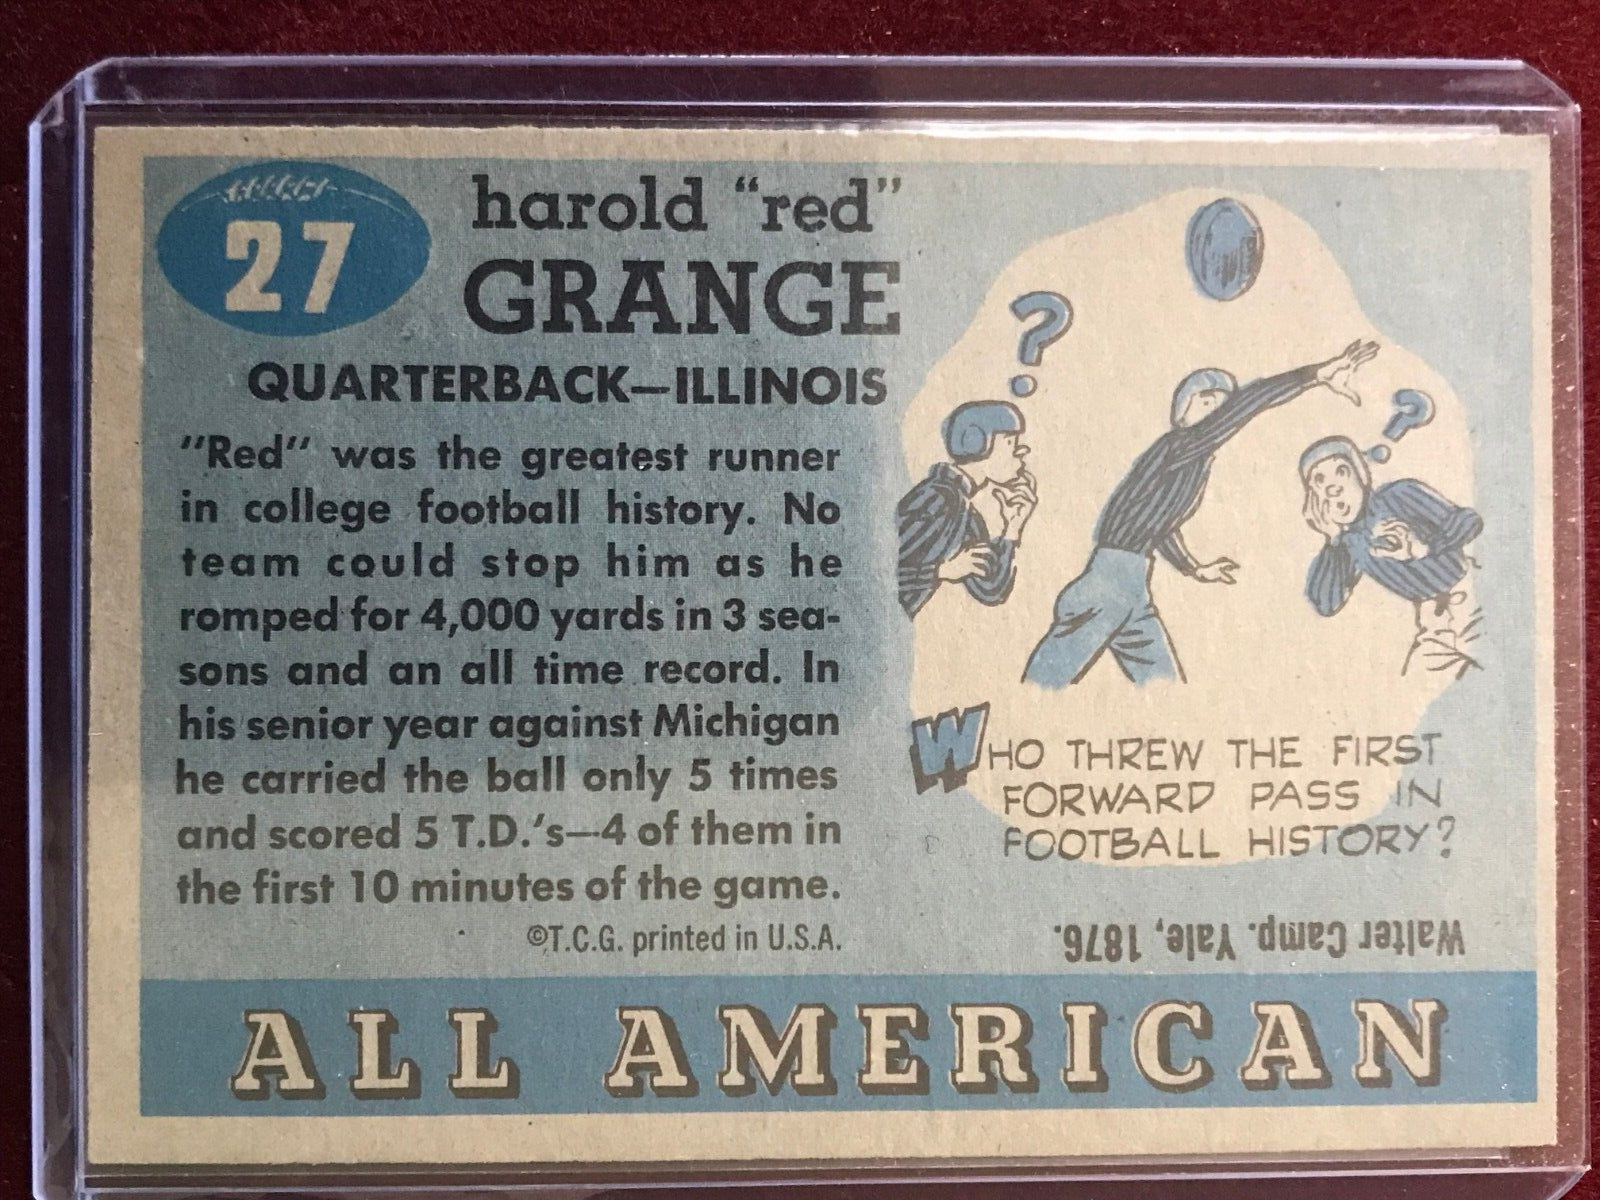 27
harold "red"
GRANGE
QUARTERBACK—ILLINOIS
"Red" was the greatest runner
in college football history. No
team could stop him as he
romped for 4,000 yards in 3 sea-
sons and an all time record. In
his senior year against Michigan
he carried the ball only 5 times
and scored 5 T.D.'s—4 of them in
the first 10 minutes of the game.
©T.C.G. printed in U.S.A.
?
?
WHO THREW THE FIRST
FORWARD PASS IN
FOOTBALL HISTORY?
Walter Camp. Yale, 1876.
ALL AMERICAN